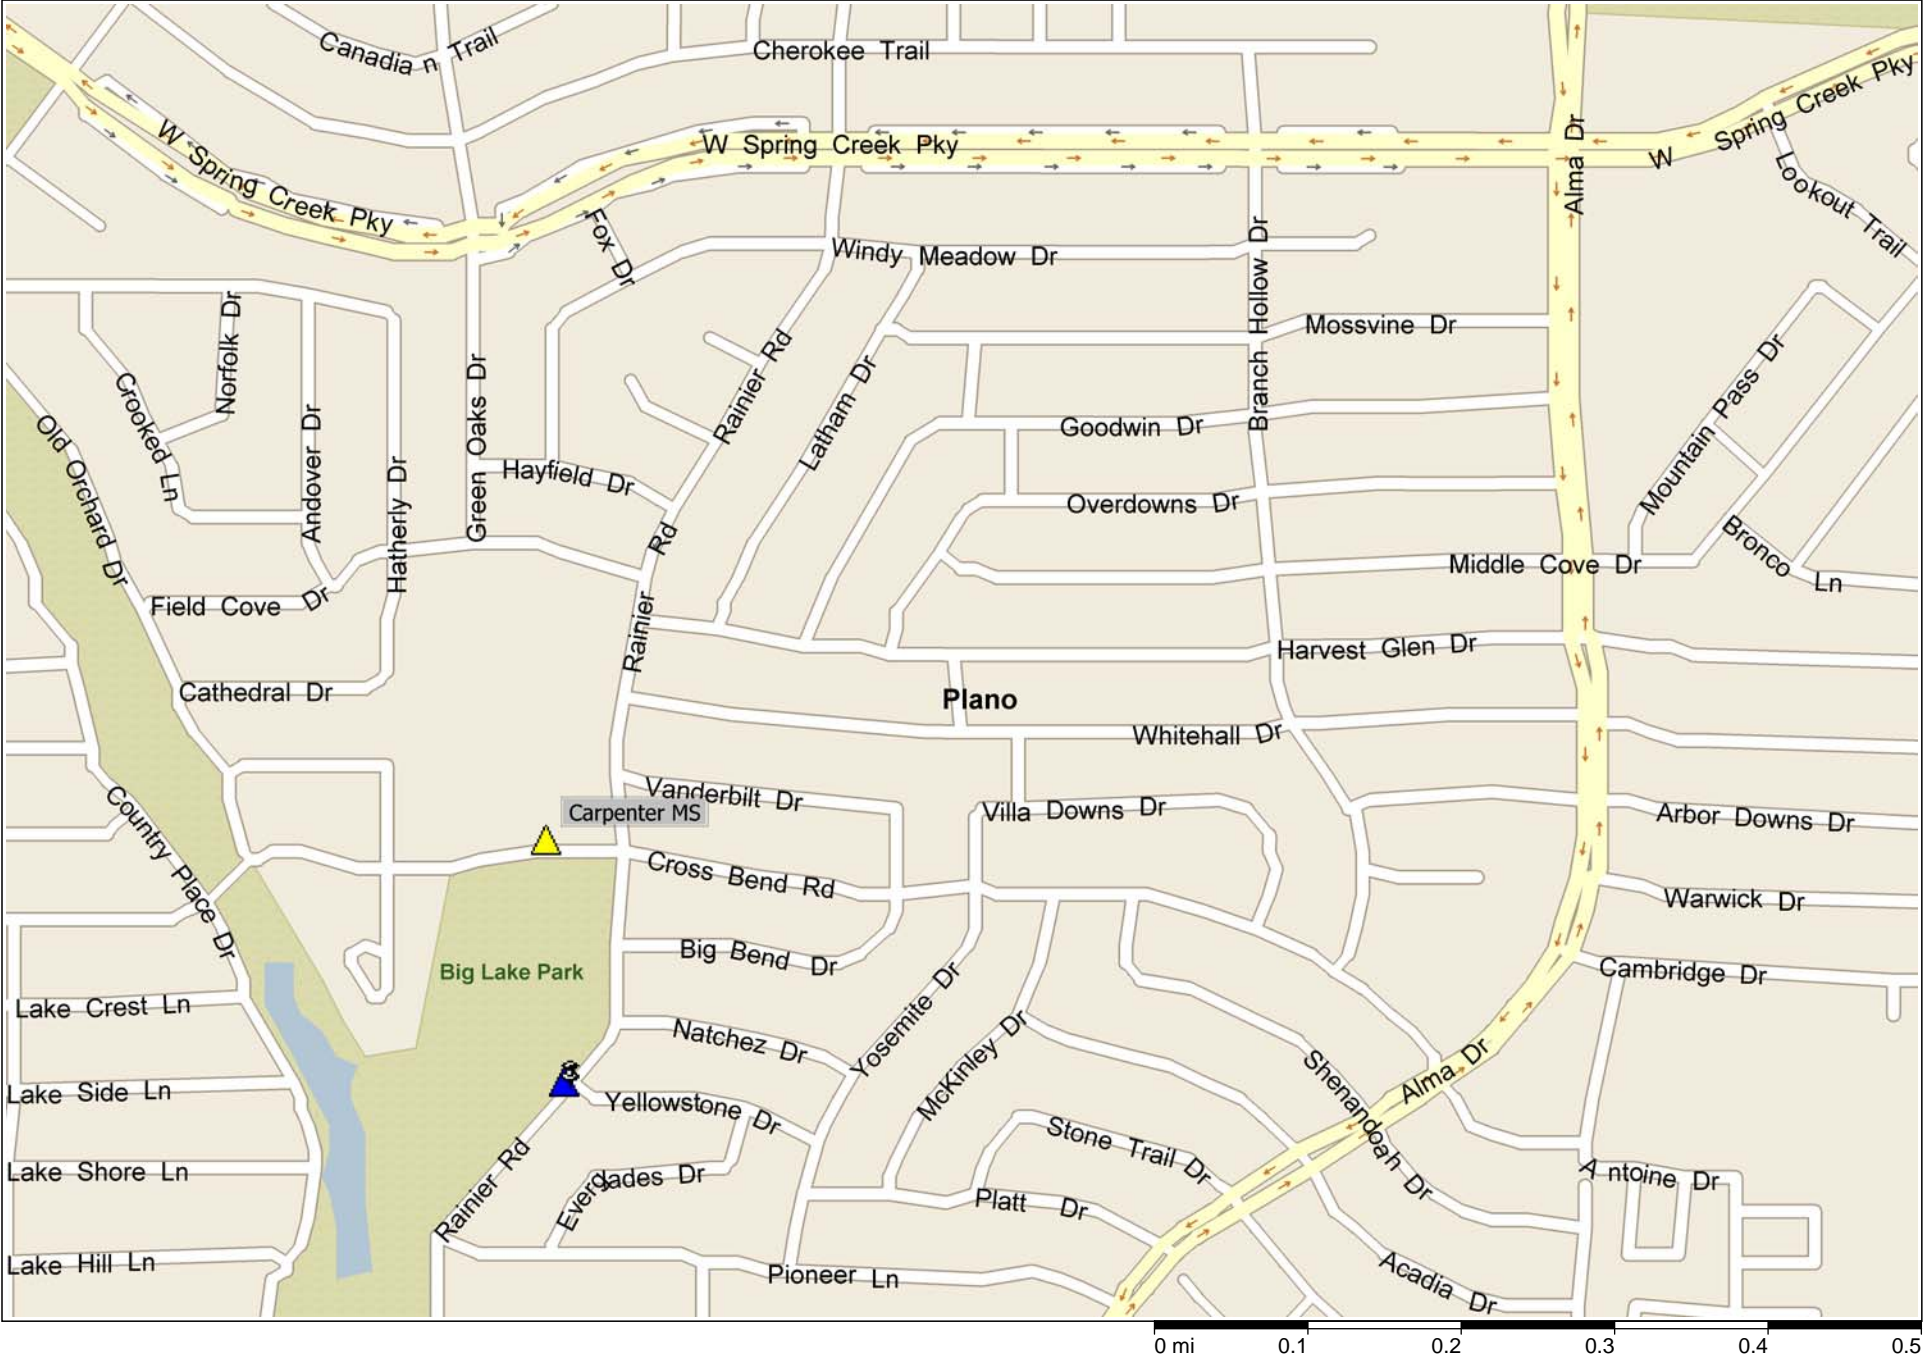 Canadia n Trail
Cherokee Trail
W Spring Creek Pky
W Spring Creek Pky
Alma Dr
W Spring Creek Pky
Lookout Trail
Fox Dr
Windy Meadow Dr
Branch Hollow Dr
Norfolk Dr
Mossvine Dr
Crooked Ln
Andover Dr
Hatherly Dr
Green Oaks Dr
Rainier Rd
Latham Dr
Mountain Pass Dr
Old Orchard Dr
Goodwin Dr
Hayfield Dr
Overdowns Dr
Rainier Rd
Bronco Ln
Middle Cove Dr
Field Cove Dr
Harvest Glen Dr
Cathedral Dr
Plano
Whitehall Dr
Vanderbilt Dr
Carpenter MS
Villa Downs Dr
Arbor Downs Dr
Country Place Dr
Cross Bend Rd
Warwick Dr
Big Bend Dr
Big Lake Park
Cambridge Dr
Lake Crest Ln
Natchez Dr
Yosemite Dr
McKinley Dr
Shenandoah Dr
Alma Dr
Lake Side Ln
3
Yellowstone Dr
Stone Trail Dr
Lake Shore Ln
Rainier Rd
Everglades Dr
A ntoine Dr
Platt Dr
Lake Hill Ln
Pioneer Ln
Acadia Dr
0 mi 0.1 0.2 0.3 0.4 0.5